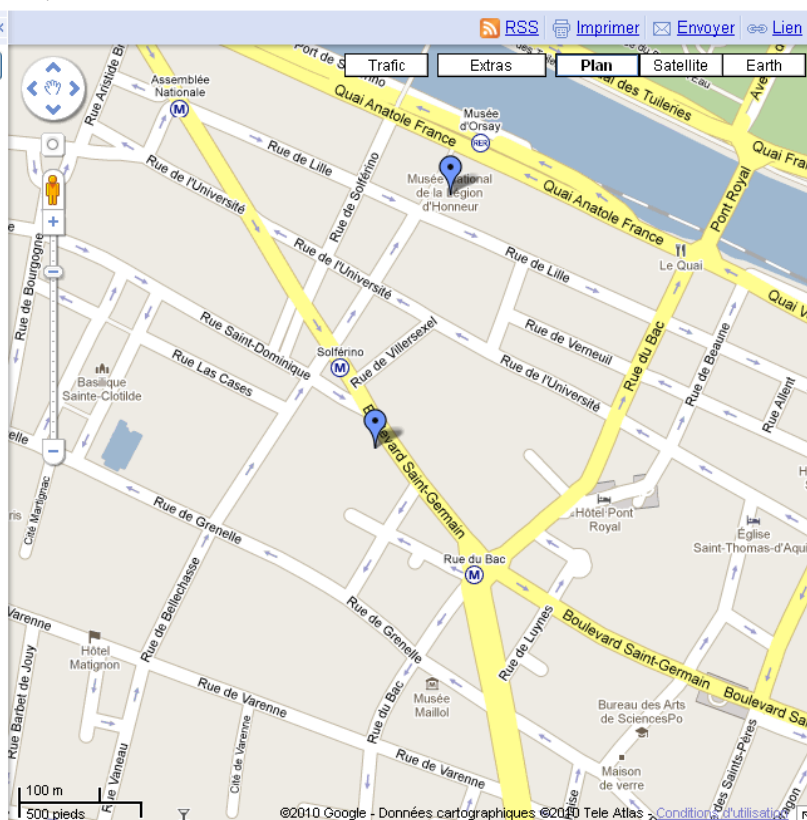 RSS Imprimer Envoyer Lien
Trafic Extras Plan Satellite Earth
Rue Aristide
Assemblée
Nationale
M
Port de
Solférino
Quai Anatole France
Musée
d'Orsay
RER
Quai des Tuileries
Pont Royal
Rue de Lille
Rue de l'Université
Rue de Solférino
Musée National
de la Légion
d'Honneur
Quai Anatole France
Le Quai
Rue de Bourgogne
Rue de l'Université
Rue de Lille
Rue Saint-Dominique
Solférino
M
Rue de Villersexel
Rue de Verneuil
Rue du Bac
Rue de Beaune
Rue Las Cases
Basilique
Sainte-Clotilde
Rue de l'Université
Rue Allent
Boulevard Saint-Germain
Cité Martignac
Rue de Grenelle
Hôtel Pont
Royal
Église
Saint-Thomas-d'Aqui
Rue du Bac
M
Rue de Bellechasse
Rue de Grenelle
Rue de Luynes
Boulevard Saint-Germain
Varenne
Hôtel
Matignon
Rue de Varenne
Rue du Bac
Musée
Maillol
Boulevard Sa
Bureau des Arts
de SciencesPo
Rue Barbet de Jouy
Rue Vaneau
Cité de Varenne
Rue de Varenne
Maison
de verre
des Saints-Pères
100 m
500 pieds
©2010 Google - Données cartographiques ©2010 Tele Atlas - Conditions d'utilisation